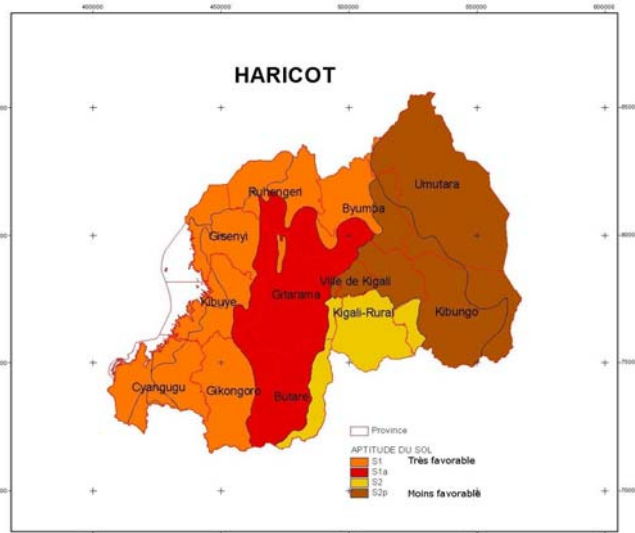 400000 450000 500000 550000 600000
HARICOT
Umutara
Ruhengeri
Byumba
Gisenyi
Ville de Kigali
Gitarama
Kibuye
Kigali-Rural
Kibungo
Cyangugu
Gikongoro
Butare
Province
APTITUDE DU SOL
S1 Très favorable
S1a
S2
S2p Moins favorable